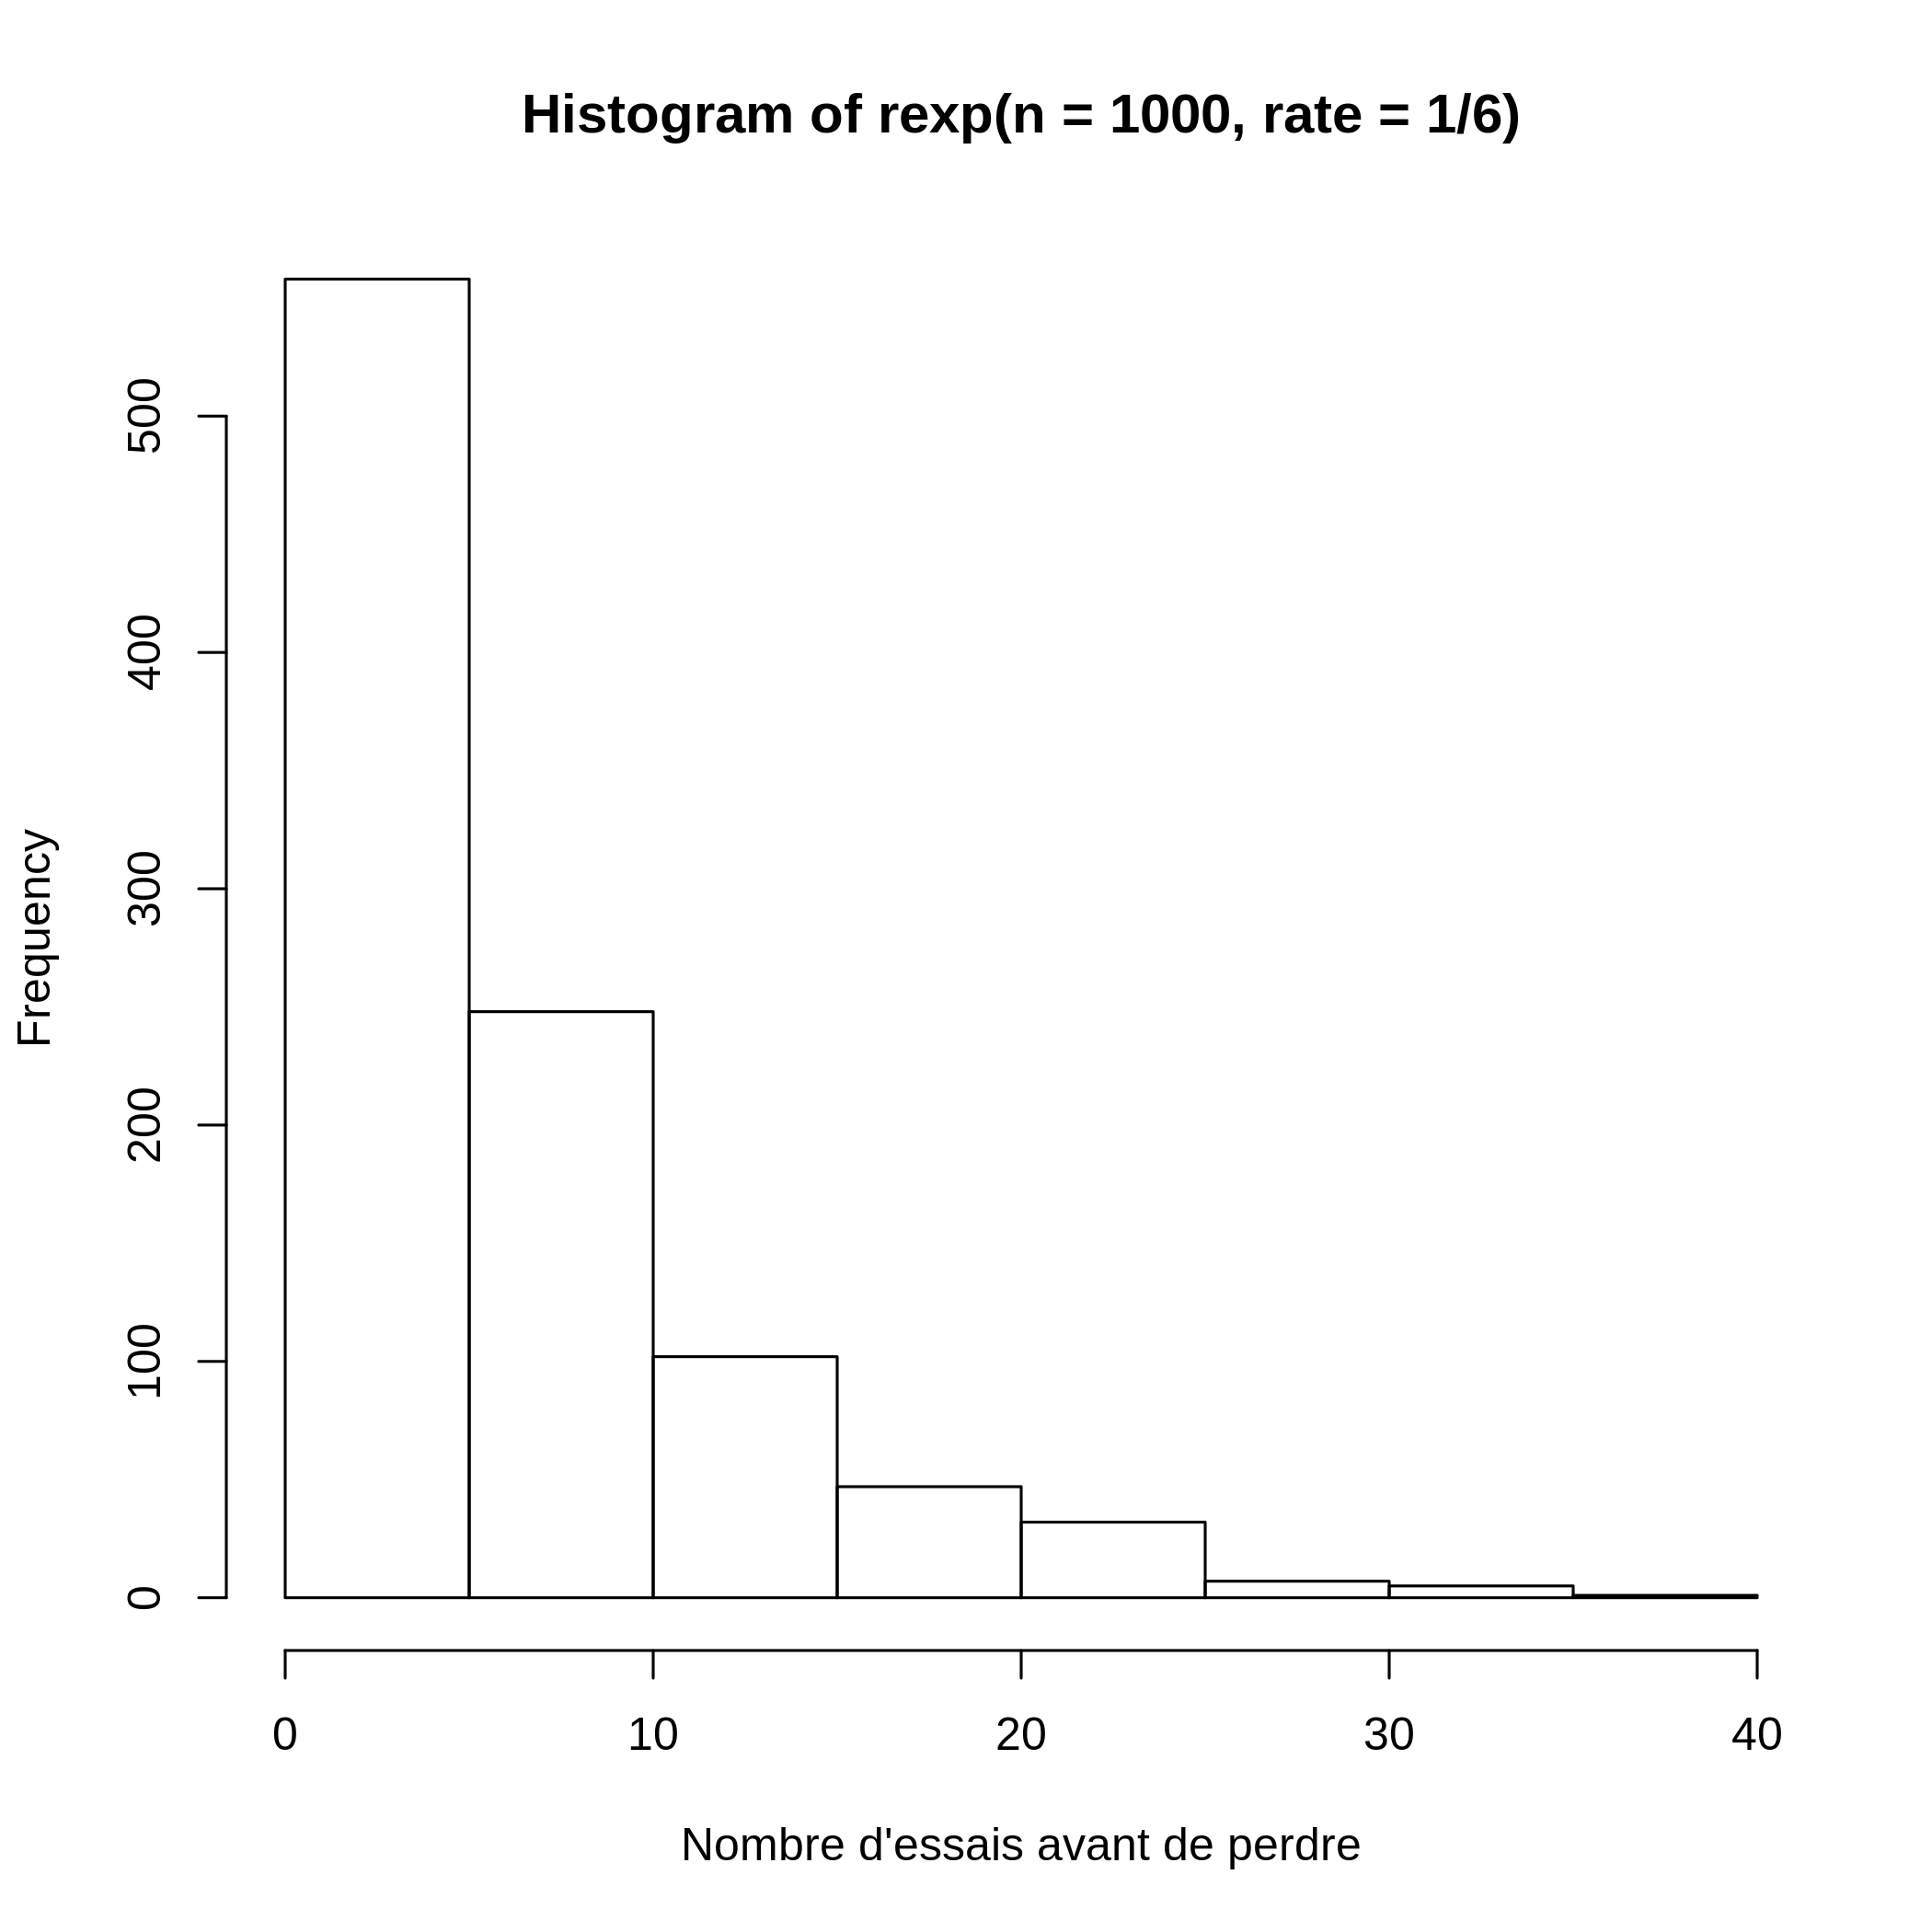 Histogram of rexp(n = 1000, rate = 1/6)
Frequency
500
400
300
200
100
0
0 10 20 30 40
Nombre d'essais avant de perdre